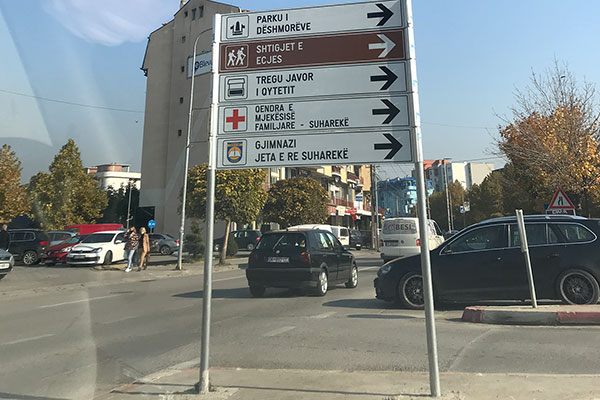 PARKU I
DËSHMORËVE
SHTIGJET E
ECJES
TREGU JAVOR
I QYTETIT
QENDRA E
MJEKËSISË
FAMILJARE - SUHAREKË
GJIMNAZI
JETA E RE SUHAREKË